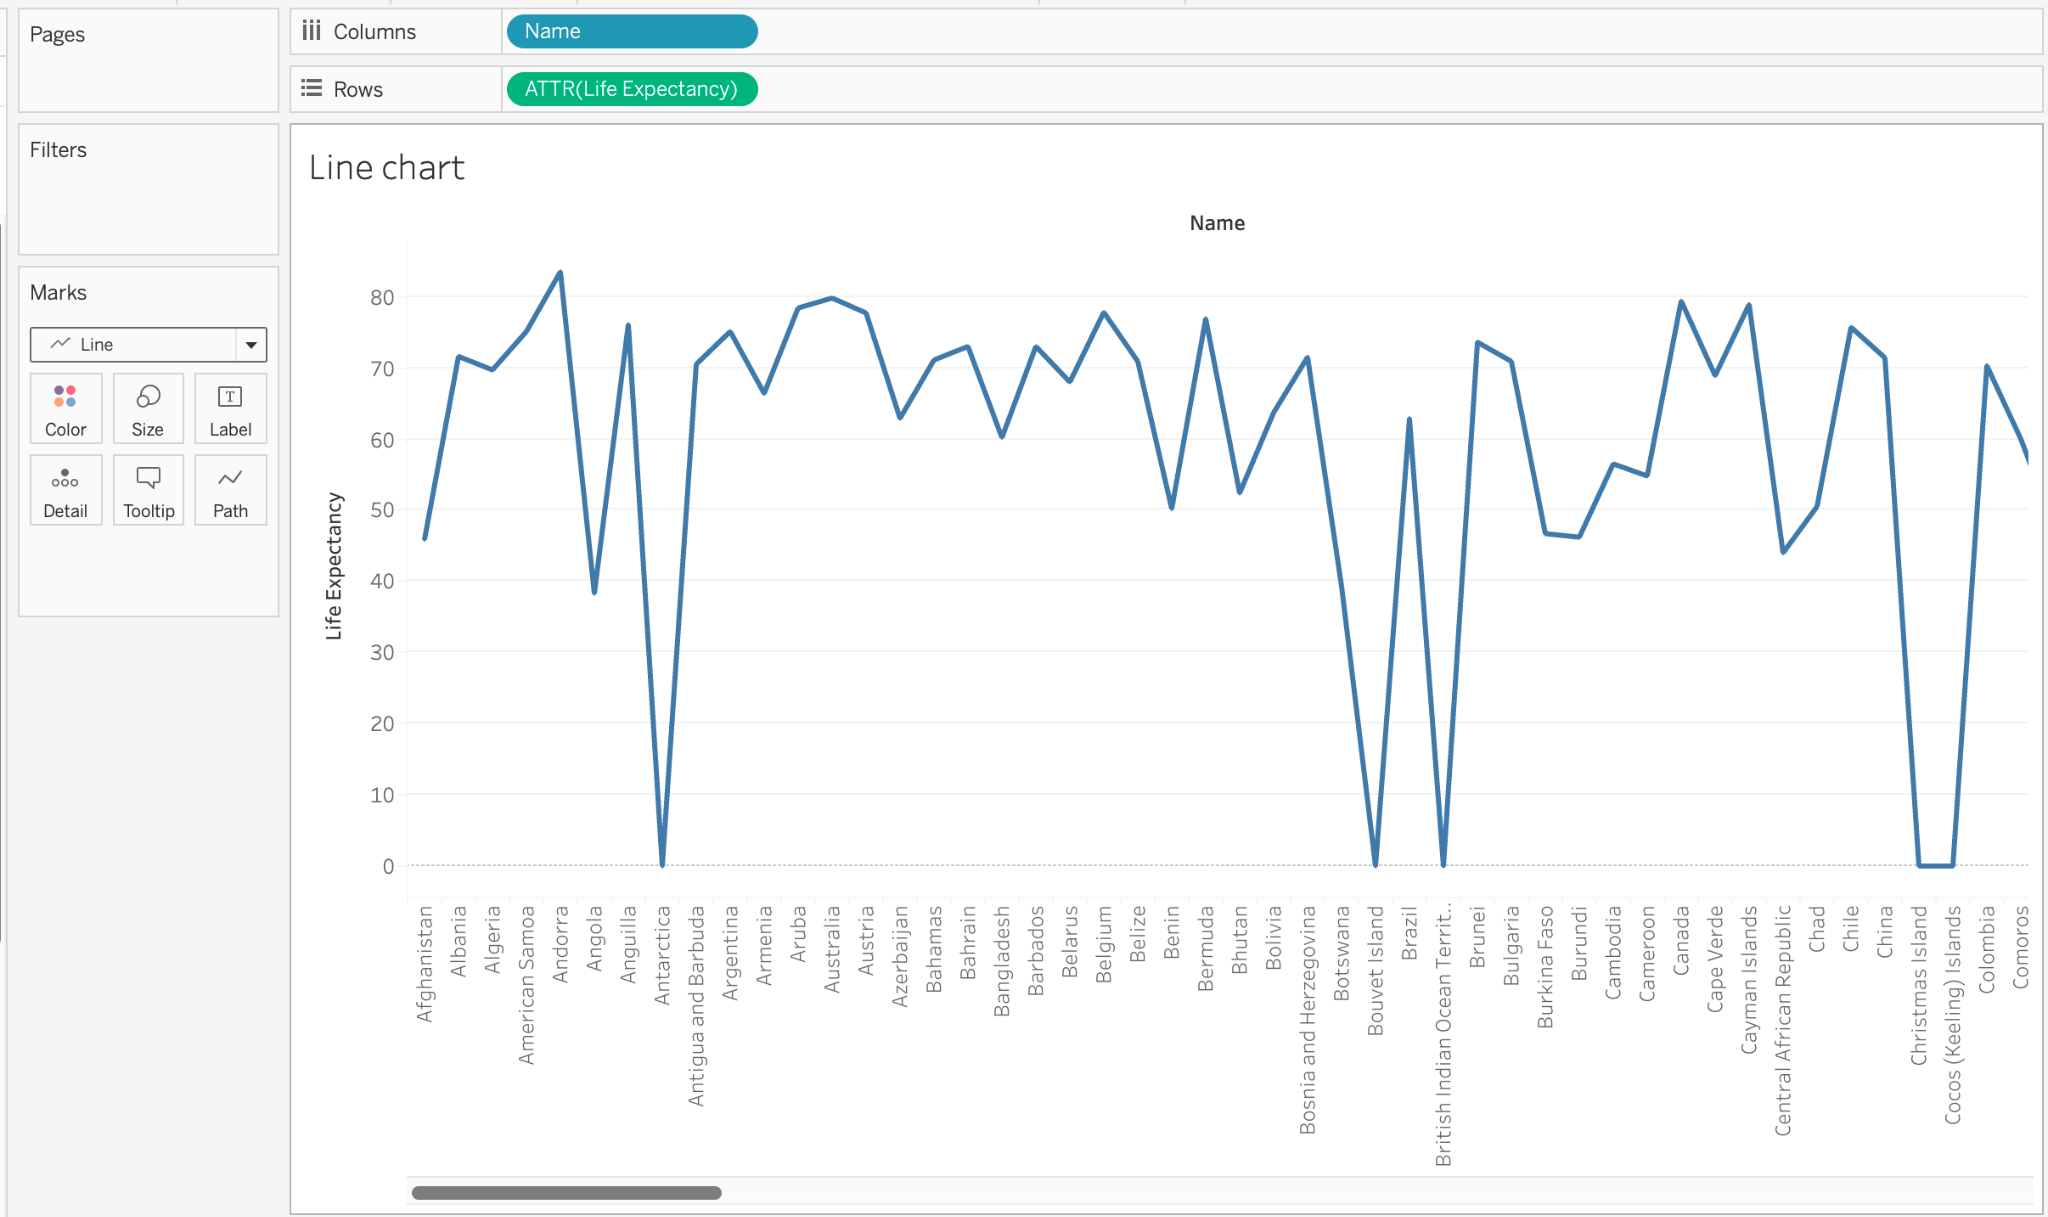 Pages
Columns
Name
Rows
ATTR(Life Expectancy)
Filters
Marks
Line
Color
Size
Label
Detail
Tooltip
Path
Line chart
Name
Life Expectancy
80
70
60
50
40
30
20
10
0
Afghanistan
Albania
Algeria
American Samoa
Andorra
Angola
Anguilla
Antarctica
Antigua and Barbuda
Argentina
Armenia
Aruba
Australia
Austria
Azerbaijan
Bahamas
Bahrain
Bangladesh
Barbados
Belarus
Belgium
Belize
Benin
Bermuda
Bhutan
Bolivia
Bosnia and Herzegovina
Botswana
Bouvet Island
Brazil
British Indian Ocean Territ..
Brunei
Bulgaria
Burkina Faso
Burundi
Cambodia
Cameroon
Canada
Cape Verde
Cayman Islands
Central African Republic
Chad
Chile
China
Christmas Island
Cocos (Keeling) Islands
Colombia
Comoros